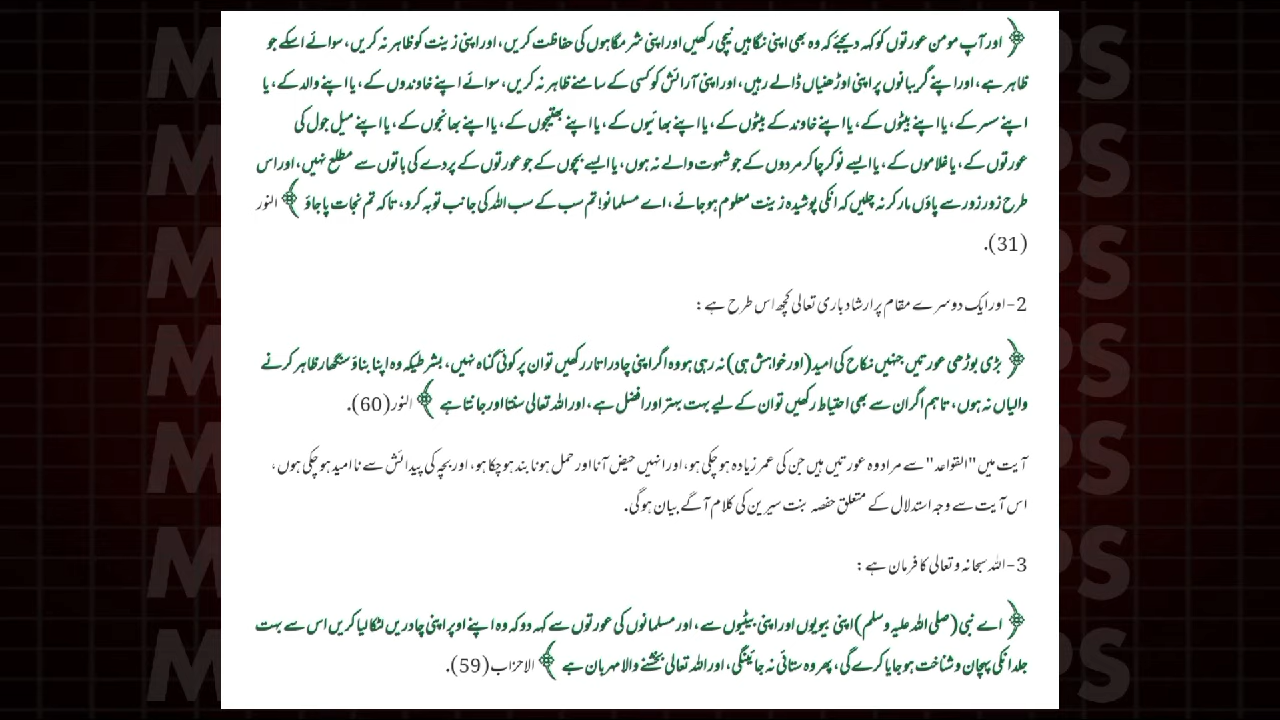 ﴿ اور آپ مومن عورتوں کو کہہ دیجئے کہ وہ بھی اپنی نگاہیں نیچی رکھیں اور اپنی شرمگاہوں کی حفاظت کریں، اور اپنی زینت کو ظاہر نہ کریں، سوائے اسکے جو
ظاہر ہے، اور اپنے گریبانوں پر اپنی اوڑھنیاں ڈالے رہیں، اور اپنی آرائش کو کسی کے سامنے ظاہر نہ کریں، سوائے اپنے خاوندوں کے، یا اپنے والد کے، یا
اپنے سسر کے، یا اپنے بیٹوں کے، یا اپنے خاوند کے بیٹوں کے، یا اپنے بھائیوں کے، یا اپنے بھتیجوں کے، یا اپنے بھانجوں کے، یا اپنے میل جول کی
عورتوں کے، یا غلاموں کے، یا ایسے نوکر چاکر مردوں کے جو شہوت والے نہ ہوں، یا ایسے بچوں کے جو عورتوں کے پردے کی باتوں سے مطلع نہیں، اور اس
طرح زور زور سے پاؤں مار کر نہ چلیں کہ انکی پوشیدہ زینت معلوم ہو جائے، اے مسلمانو! تم سب کے سب اللہ کی جانب توبہ کرو، تاکہ تم نجات پا جاؤ ﴾ النور
(31).
2- اور ایک دوسرے مقام پر ارشاد باری تعالی کچھ اس طرح ہے:
﴿ بڑی بوڑھی عورتیں جنہیں نکاح کی امید (اور خواہش ہی) نہ رہی ہو وہ اگر اپنی چادر اتار رکھیں تو ان پر کوئی گناہ نہیں، بشرطیکہ وہ اپنا بناؤ سنگھار ظاہر کرنے
والیاں نہ ہوں، تاہم اگر ان سے بھی احتیاط رکھیں تو ان کے لیے بہت بہتر اور افضل ہے، اور اللہ تعالی سنتا اور جانتا ہے ﴾ النور (60).
آیت میں "القواعد" سے مراد وہ عورتیں ہیں جن کی عمر زیادہ ہو چکی ہو، اور انہیں حیض آنا اور حمل ہونا بند ہو چکا ہو، اور بچہ کی پیدائش سے ناامید ہو چکی ہوں،
اس آیت سے وجہ استدلال کے متعلق حفصہ بنت سیرین کی کلام آگے بیان ہوگی.
3- اللہ سبحانہ وتعالی کا فرمان ہے:
﴿ اے نبی (صلی اللہ علیہ وسلم) اپنی بیویوں اور اپنی بیٹیوں سے، اور مسلمانوں کی عورتوں سے کہہ دو کہ وہ اپنے اوپر اپنی چادریں لٹکا لیا کریں اس سے بہت
جلد انکی پہچان و شناخت ہو جایا کرے گی، پھر وہ ستائی نہ جائینگی، اور اللہ تعالی بخشنے والا مہربان ہے ﴾ الاحزاب (59).